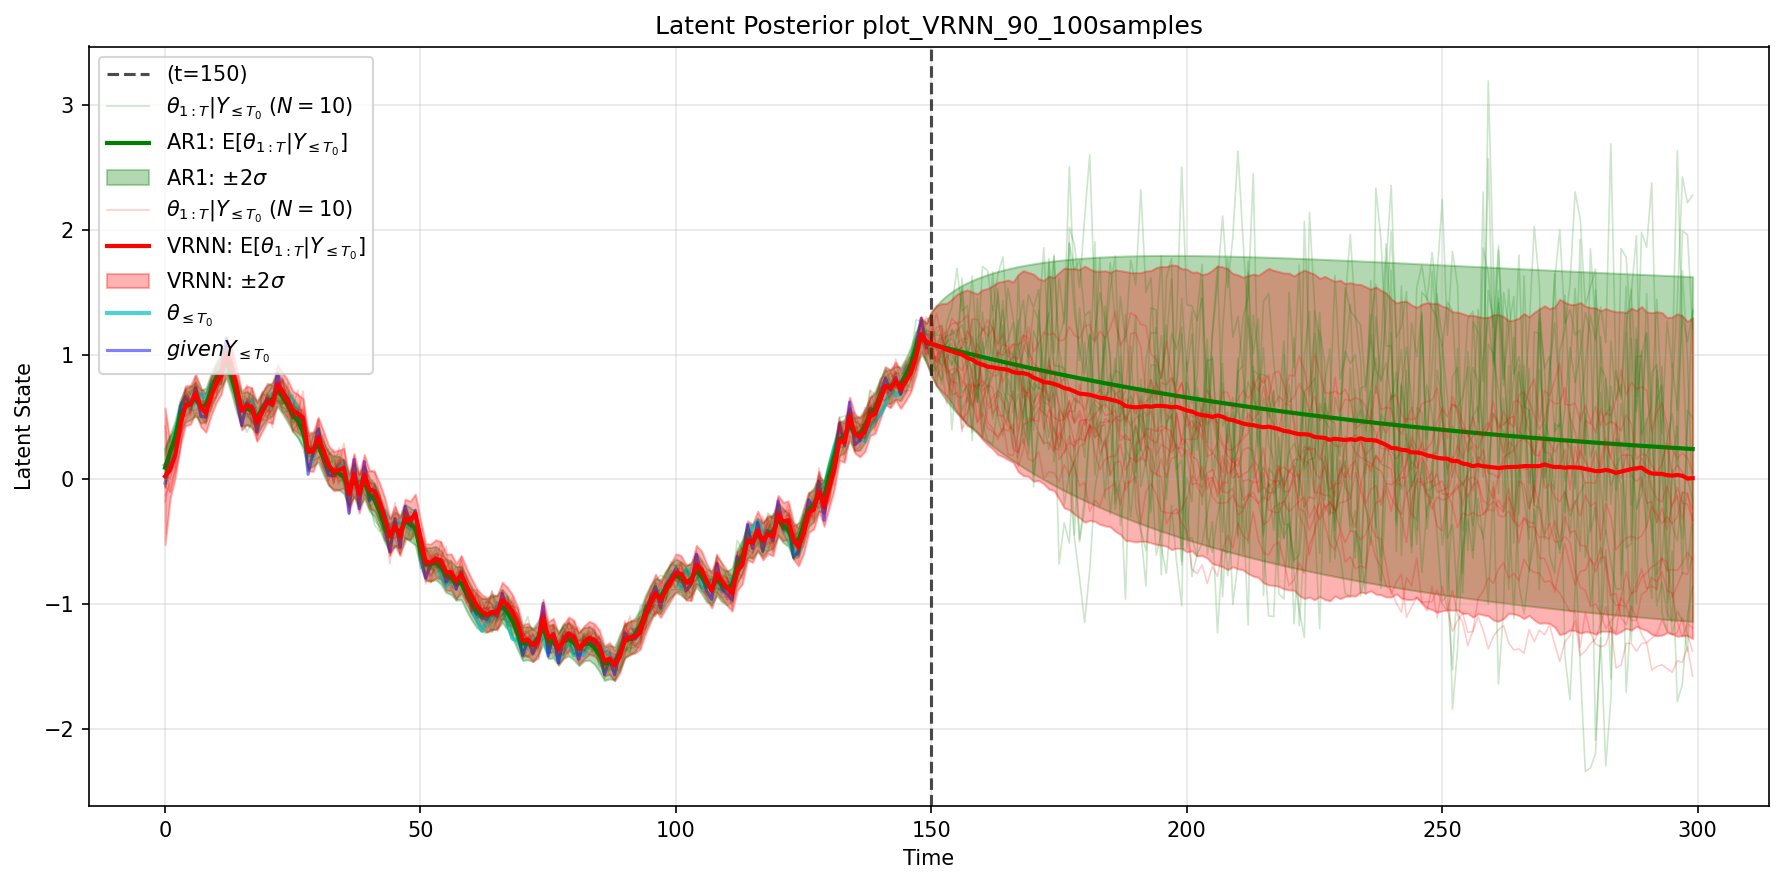 Latent Posterior plot_VRNN_90_100samples
(t=150)
θ₁:T|Y≤T₀ (N = 10)
AR1: E[θ₁:T|Y≤T₀]
AR1: ±2σ
θ₁:T|Y≤T₀ (N = 10)
VRNN: E[θ₁:T|Y≤T₀]
VRNN: ±2σ
θ≤T₀
givenY≤T₀
Latent State
3
2
1
0
−1
−2
0 50 100 150 200 250 300
Time